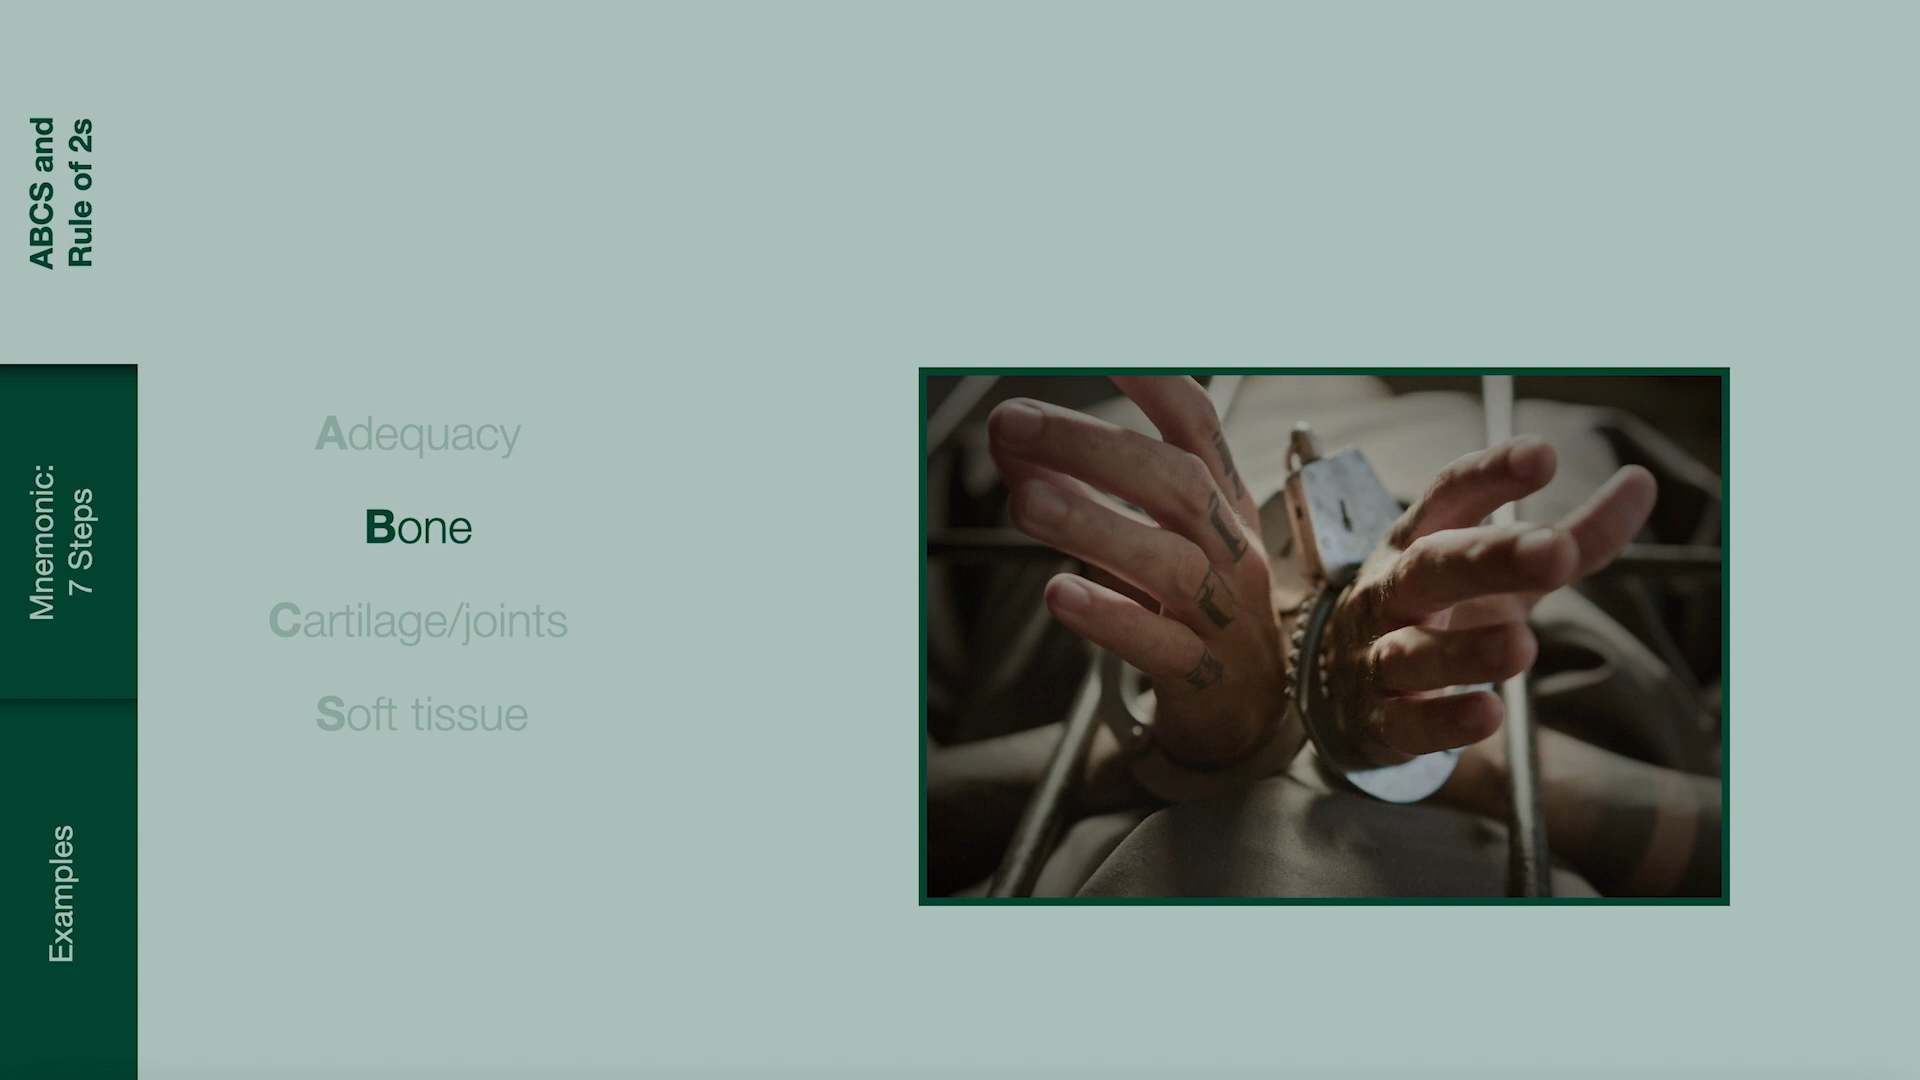 ABCS and
Rule of 2s
Mnemonic:
7 Steps
Examples
Adequacy
Bone
Cartilage/joints
Soft tissue